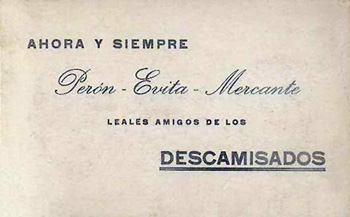 AHORA Y SIEMPRE
Perón - Evita - Mercante
LEALES AMIGOS DE LOS
DESCAMISADOS